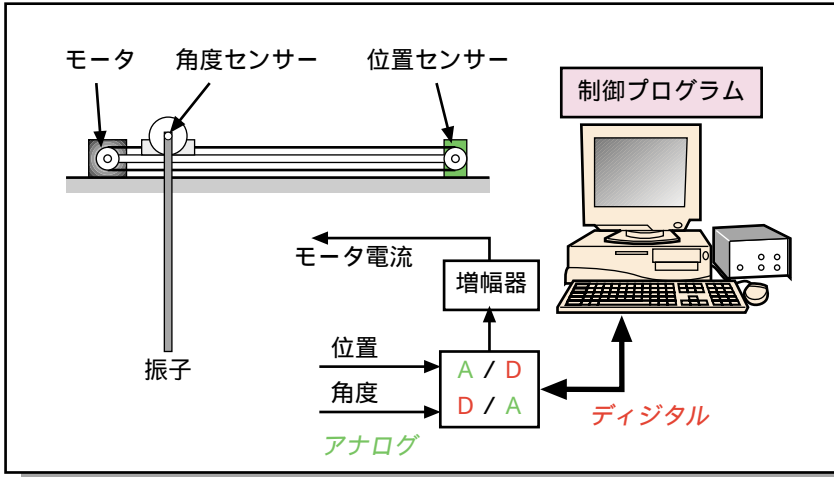 モータ 角度センサー 位置センサー
制御プログラム
モータ電流
増幅器
振子
位置
角度
A / D
D / A
アナログ
ディジタル